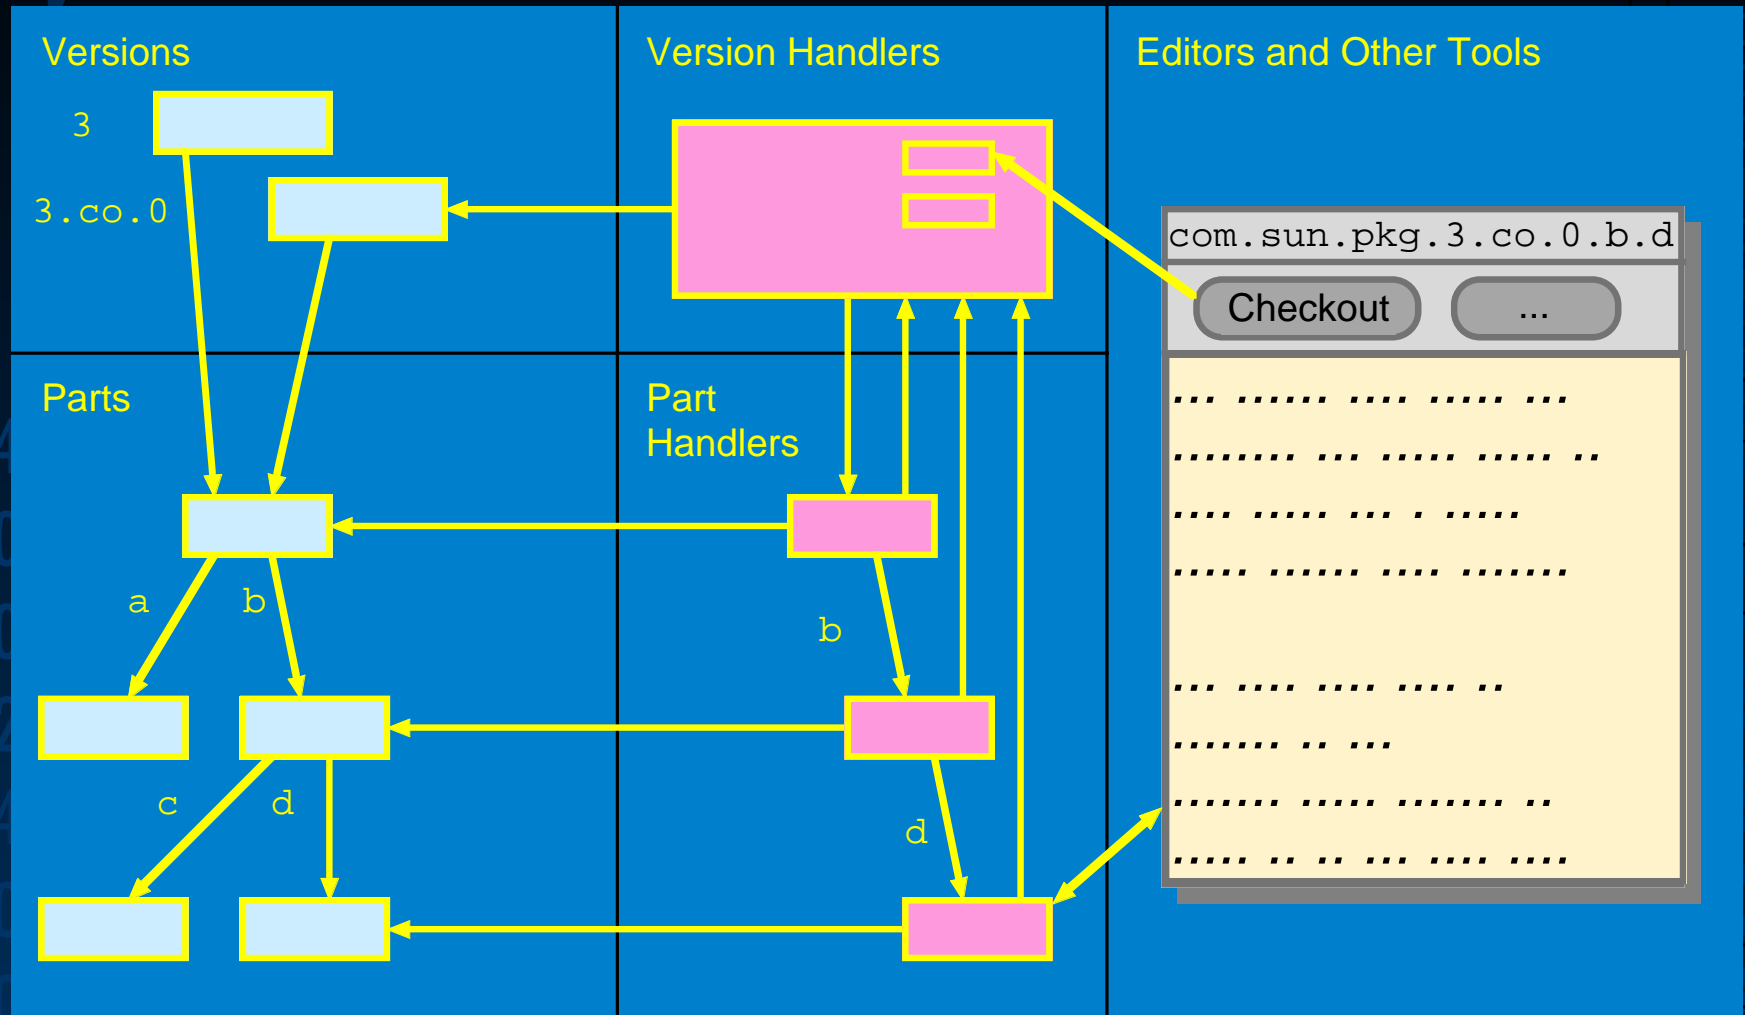 Versions
3
3.co.0
Version Handlers
Editors and Other Tools
com.sun.pkg.3.co.0.b.d
Checkout
...
... ...... .... ..... ...
........ ... ..... ..... ..
.... ..... ... . .....
..... ...... .... .......
... .... .... .... ..
....... .. ...
....... ..... ....... ..
..... .. .. ... .... ....
Parts
a
b
c
d
Part
Handlers
b
d